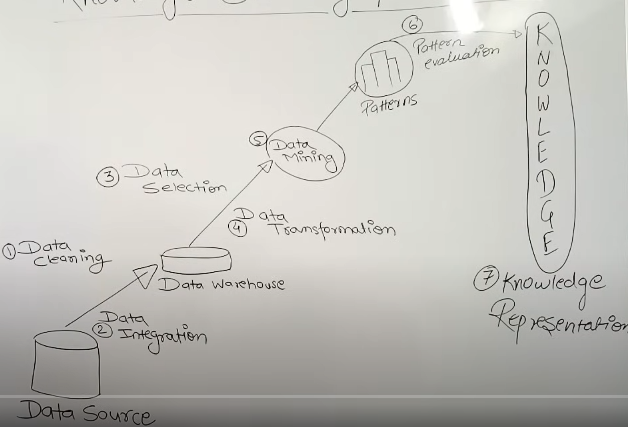 ⑥
Pattern
evaluation
Patterns
KNOWLEDGE
⑤ Data
Mining
③ Data
Selection
Data
④ Transformation
① Data
Cleaning
Data Warehouse
⑦ Knowledge
Representation
Data
② Integration
Data Source